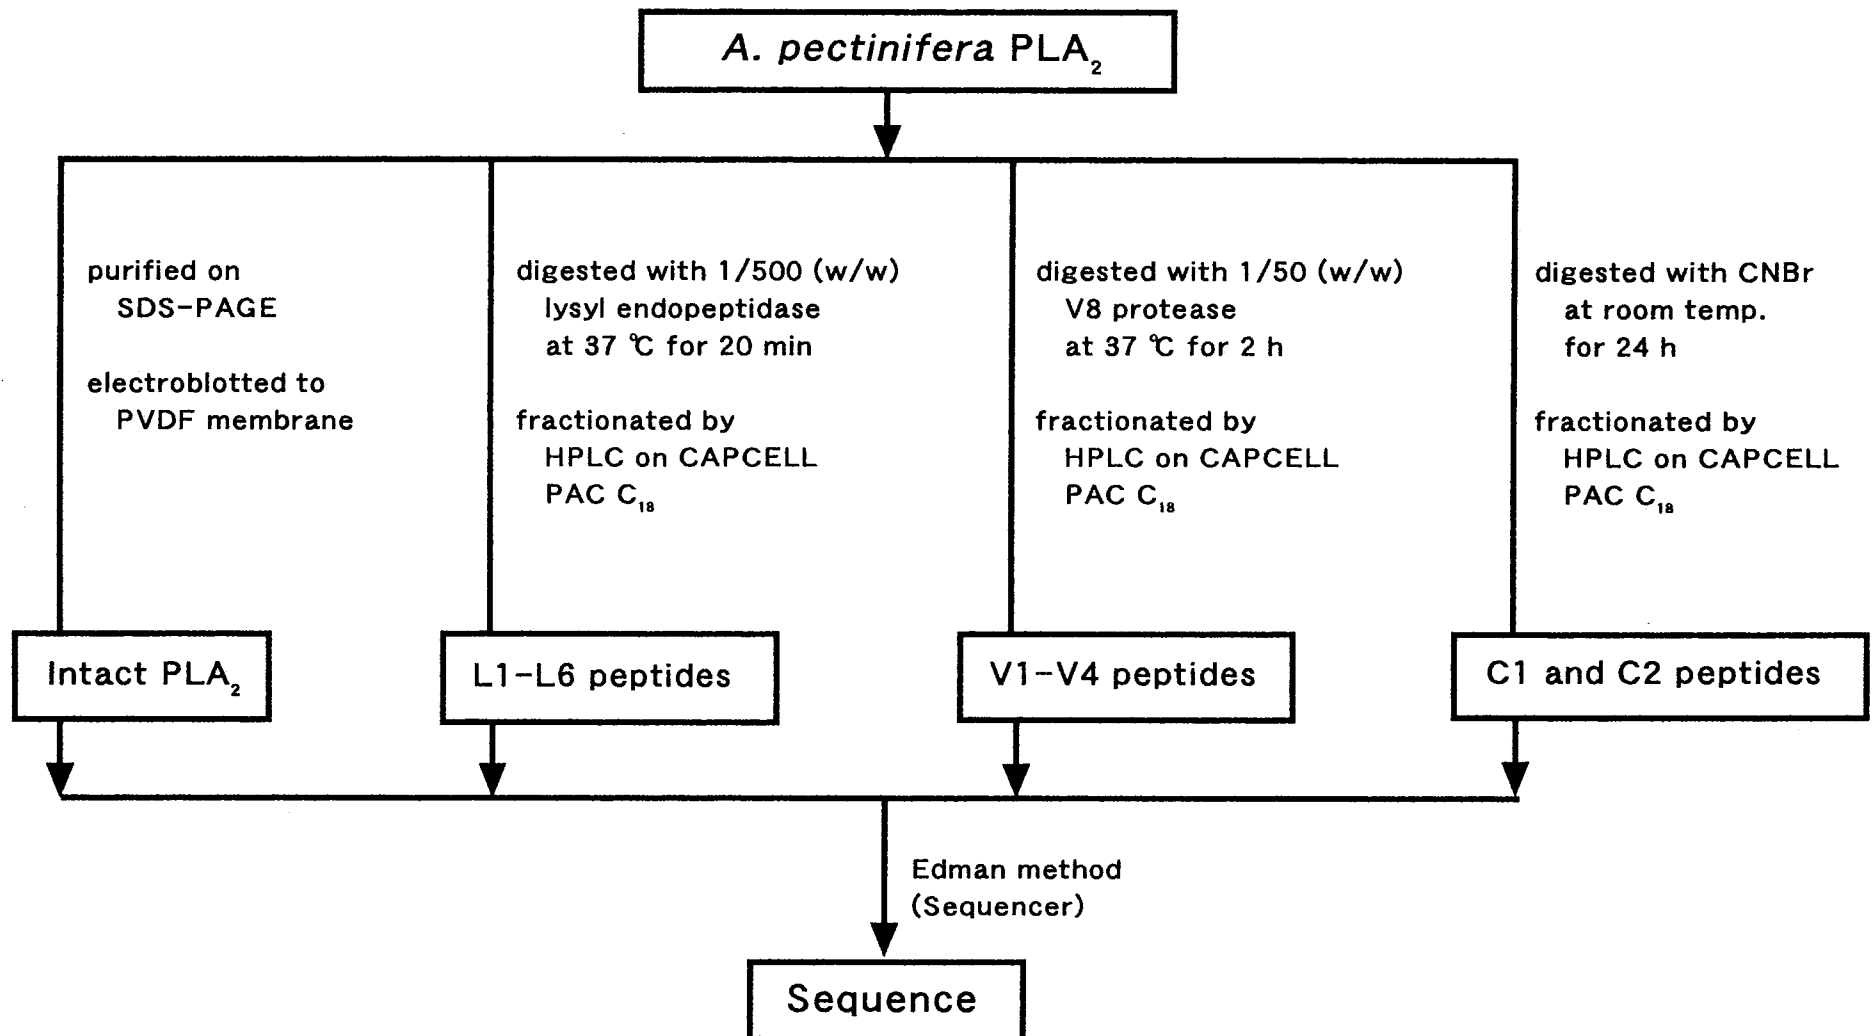 A. pectinifera PLA₂
purified on
SDS-PAGE
electroblotted to
PVDF membrane
digested with 1/500 (w/w)
lysyl endopeptidase
at 37 ℃ for 20 min
fractionated by
HPLC on CAPCELL
PAC C₁₈
digested with 1/50 (w/w)
V8 protease
at 37 ℃ for 2 h
fractionated by
HPLC on CAPCELL
PAC C₁₈
digested with CNBr
at room temp.
for 24 h
fractionated by
HPLC on CAPCELL
PAC C₁₈
Intact PLA₂
L1-L6 peptides
V1-V4 peptides
C1 and C2 peptides
Edman method
(Sequencer)
Sequence